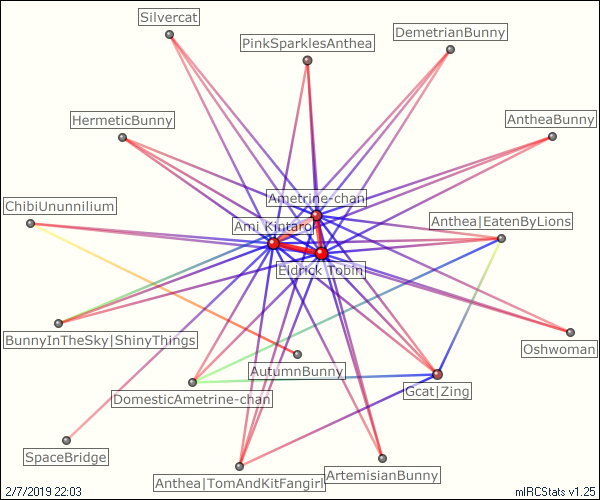 Silvercat
PinkSparklesAnthea
DemetrianBunny
HermeticBunny
AntheaBunny
Ametrine-chan
ChibiUnunnilium
Ami Kintaro
Anthea|EatenByLions
Eldrick Tobin
BunnyInTheSky|ShinyThings
Oshwoman
AutumnBunny
DomesticAmetrine-chan
Gcat|Zing
SpaceBridge
Anthea|TomAndKitFangirl
ArtemisianBunny
2/7/2019 22:03
mIRCStats v1.25